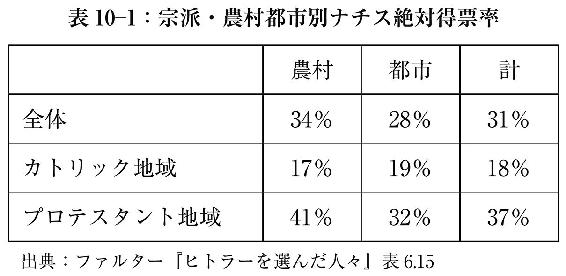 表 10–1：宗派・農村都市別ナチス絶対得票率
農村 都市 計
全体 34% 28% 31%
カトリック地域 17% 19% 18%
プロテスタント地域 41% 32% 37%
出典：ファルター『ヒトラーを選んだ人々』表 6.15